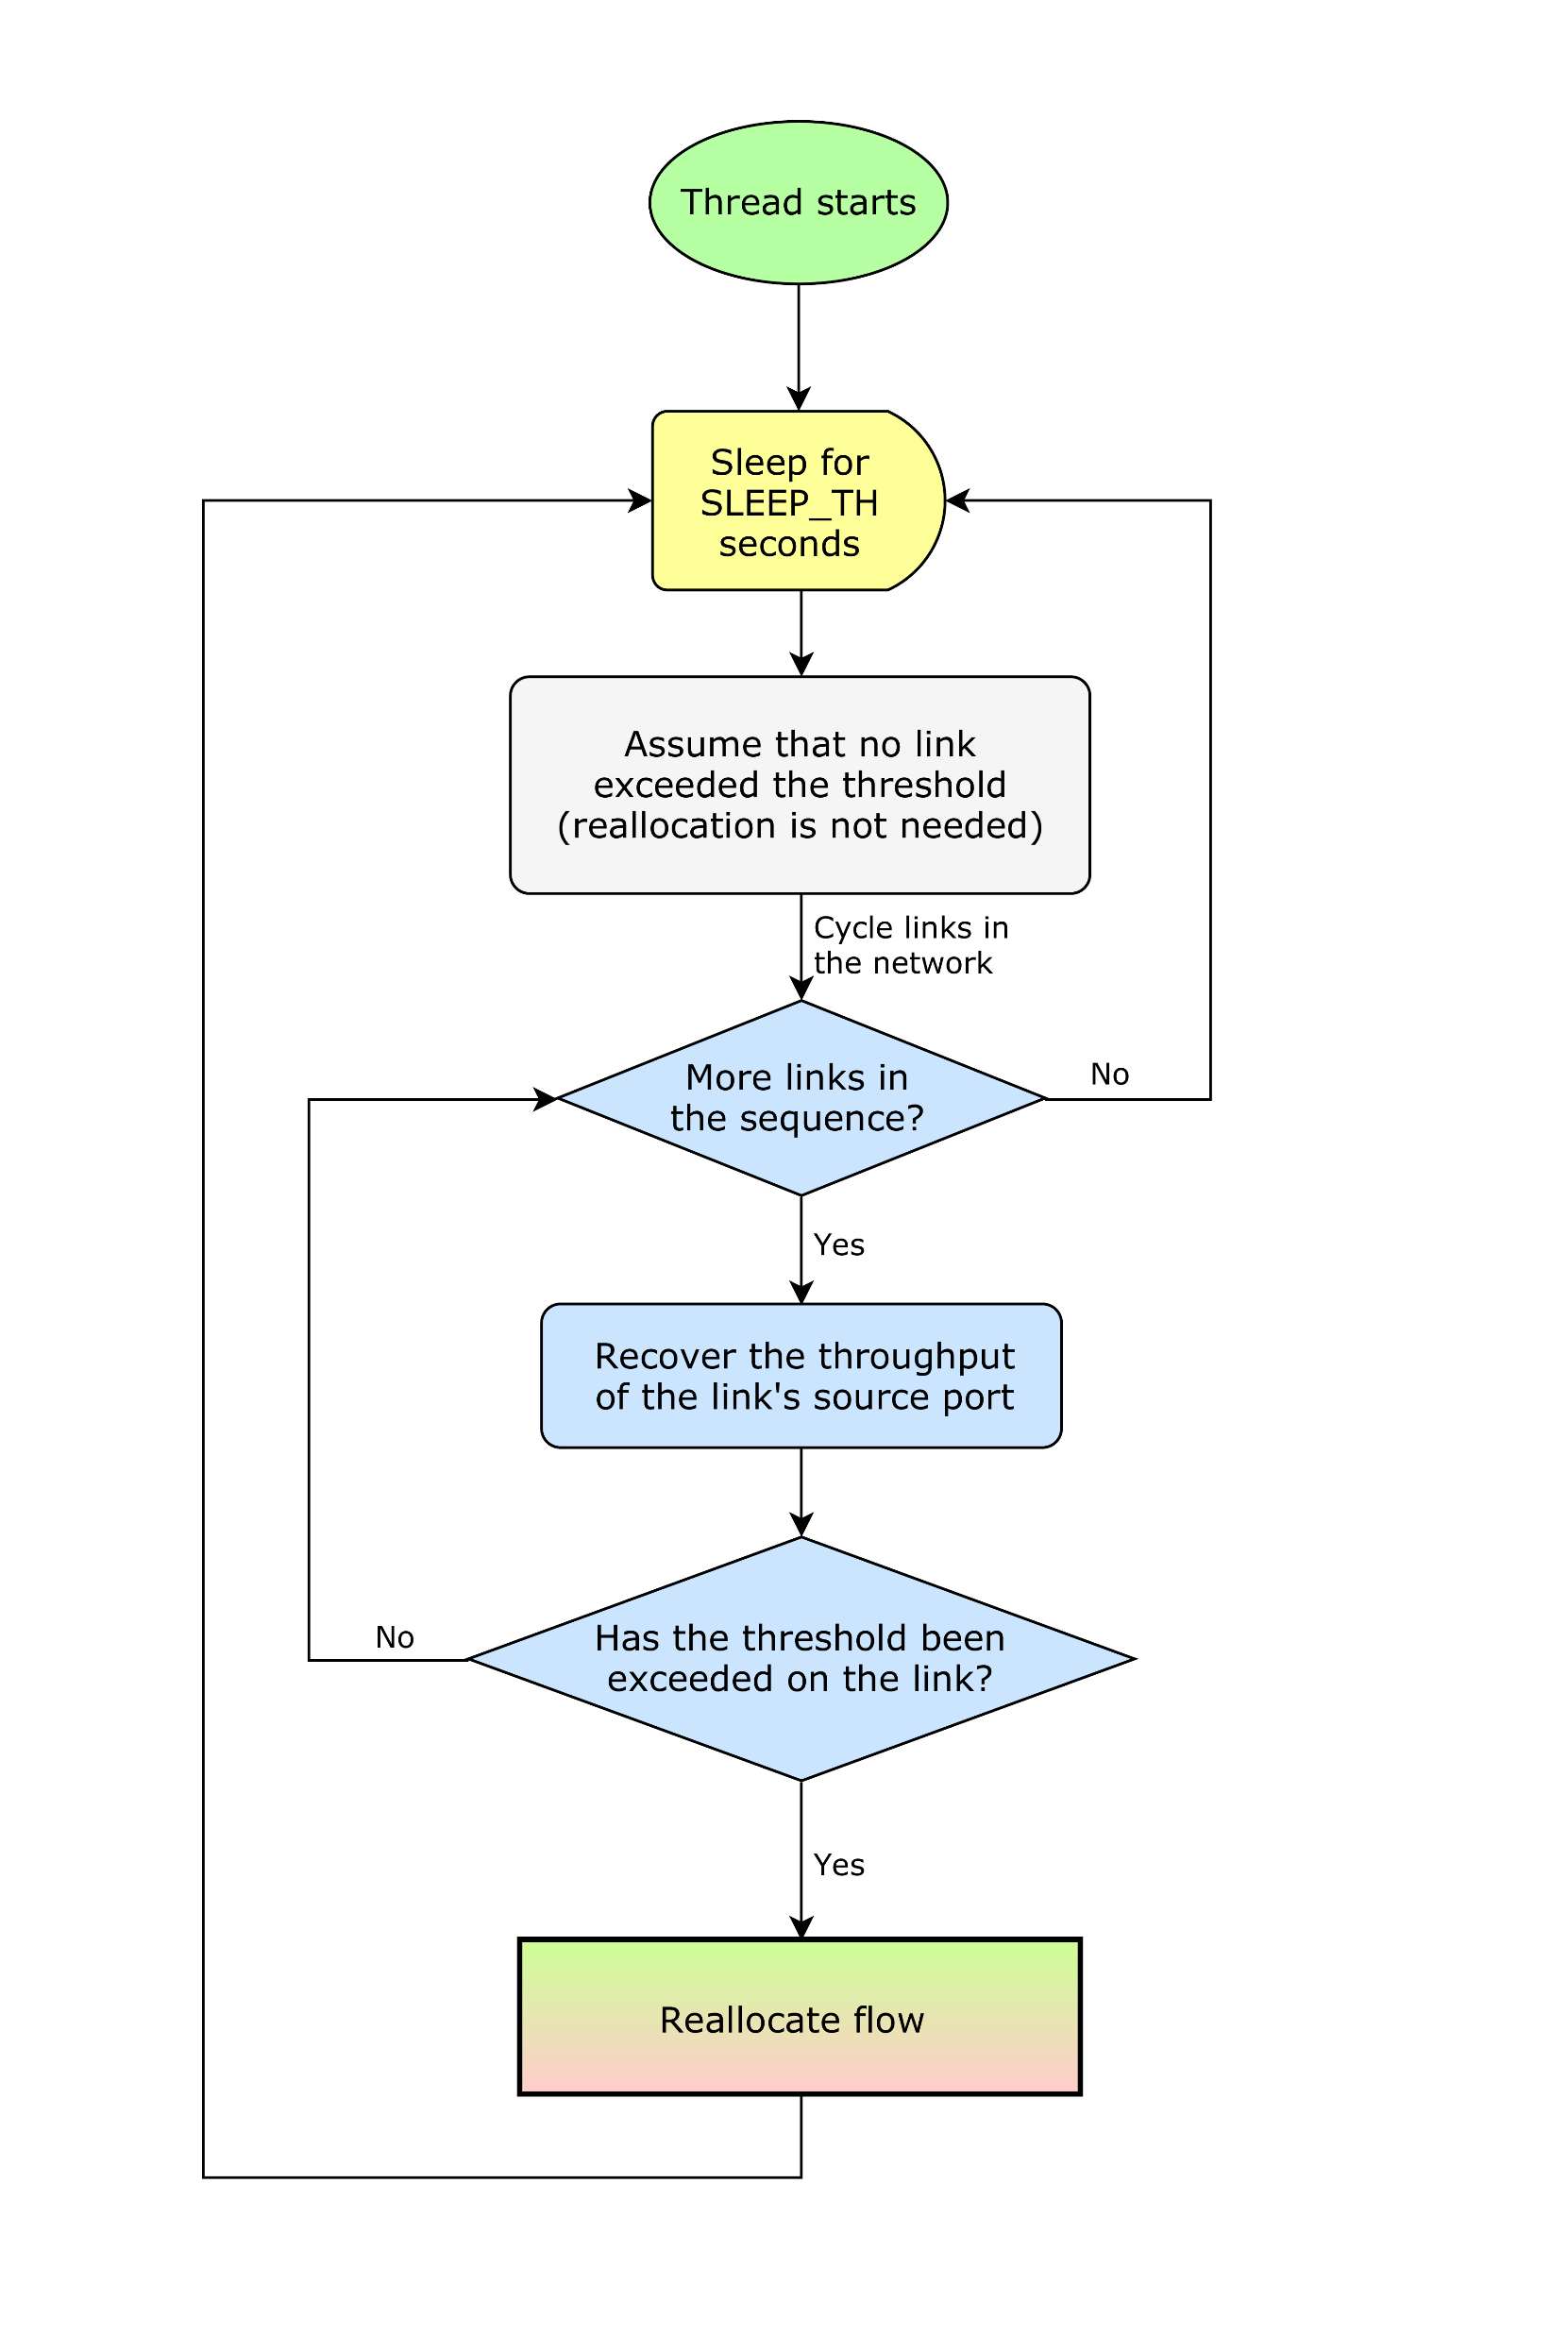 Thread starts
Sleep for
SLEEP_TH
seconds
Assume that no link
exceeded the threshold
(reallocation is not needed)
Cycle links in
the network
More links in
the sequence?
No
Yes
Recover the throughput
of the link's source port
Has the threshold been
exceeded on the link?
No
Yes
Reallocate flow